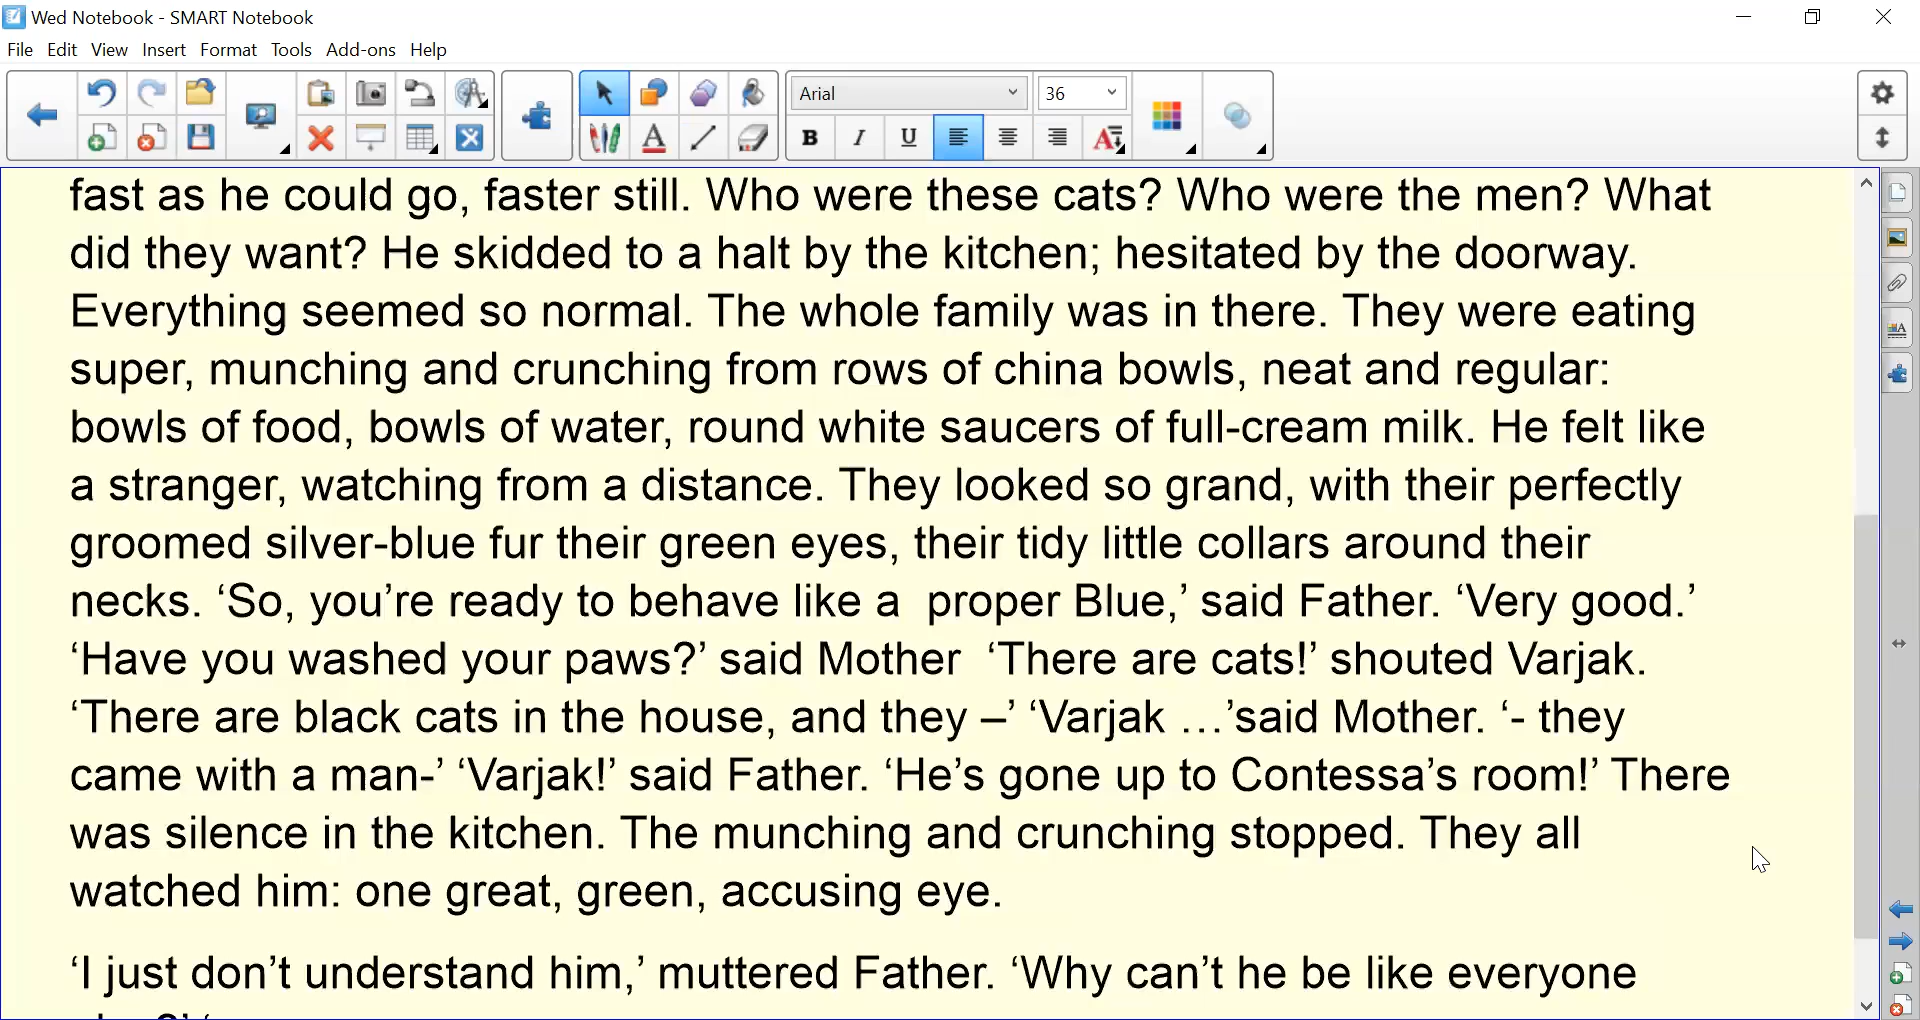 Wed Notebook - SMART Notebook
File Edit View Insert Format Tools Add-ons Help
Arial 36
B I U A
fast as he could go, faster still. Who were these cats? Who were the men? What
did they want? He skidded to a halt by the kitchen; hesitated by the doorway.
Everything seemed so normal. The whole family was in there. They were eating
super, munching and crunching from rows of china bowls, neat and regular:
bowls of food, bowls of water, round white saucers of full-cream milk. He felt like
a stranger, watching from a distance. They looked so grand, with their perfectly
groomed silver-blue fur their green eyes, their tidy little collars around their
necks. ‘So, you’re ready to behave like a  proper Blue,’ said Father. ‘Very good.’
‘Have you washed your paws?’ said Mother  ‘There are cats!’ shouted Varjak.
‘There are black cats in the house, and they –’ ‘Varjak …’said Mother. ‘- they
came with a man-’ ‘Varjak!’ said Father. ‘He’s gone up to Contessa’s room!’ There
was silence in the kitchen. The munching and crunching stopped. They all
watched him: one great, green, accusing eye.
‘I just don’t understand him,’ muttered Father. ‘Why can’t he be like everyone